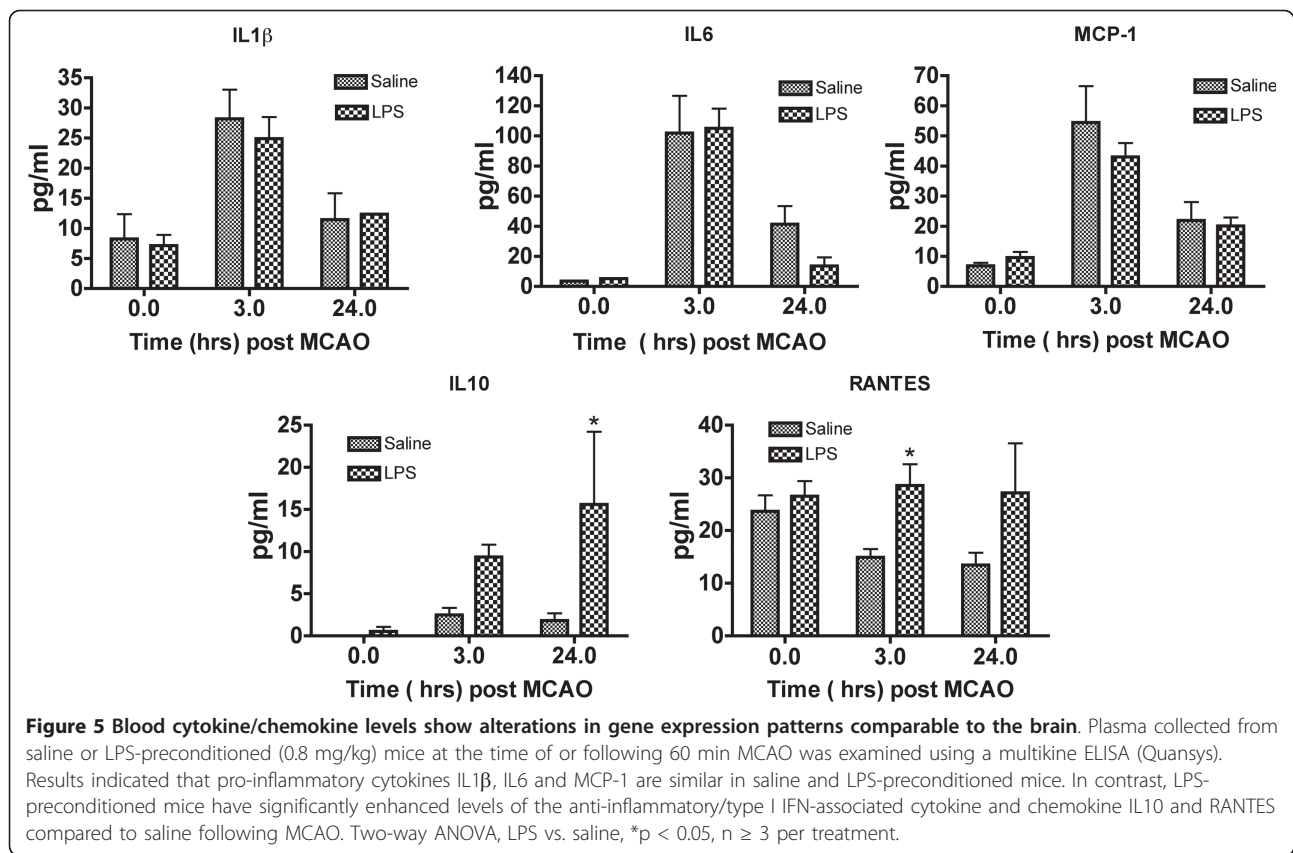 IL1β
35
30
25
20
15
10
5
0
pg/ml
Saline
LPS
0.0 3.0 24.0
Time (hrs) post MCAO
IL6
140
120
100
80
60
40
20
0
pg/ml
Saline
LPS
0.0 3.0 24.0
Time ( hrs) post MCAO
MCP-1
70
60
50
40
30
20
10
0
pg/ml
Saline
LPS
0.0 3.0 24.0
Time ( hrs) post MCAO
IL10
25
20
15
10
5
0
pg/ml
Saline
LPS
*
0.0 3.0 24.0
Time ( hrs) post MCAO
RANTES
40
30
20
10
0
pg/ml
Saline
LPS
*
0.0 3.0 24.0
Time ( hrs) post MCAO
Figure 5 Blood cytokine/chemokine levels show alterations in gene expression patterns comparable to the brain. Plasma collected from
saline or LPS-preconditioned (0.8 mg/kg) mice at the time of or following 60 min MCAO was examined using a multikine ELISA (Quansys).
Results indicated that pro-inflammatory cytokines IL1β, IL6 and MCP-1 are similar in saline and LPS-preconditioned mice. In contrast, LPS-
preconditioned mice have significantly enhanced levels of the anti-inflammatory/type I IFN-associated cytokine and chemokine IL10 and RANTES
compared to saline following MCAO. Two-way ANOVA, LPS vs. saline, *p < 0.05, n ≥ 3 per treatment.